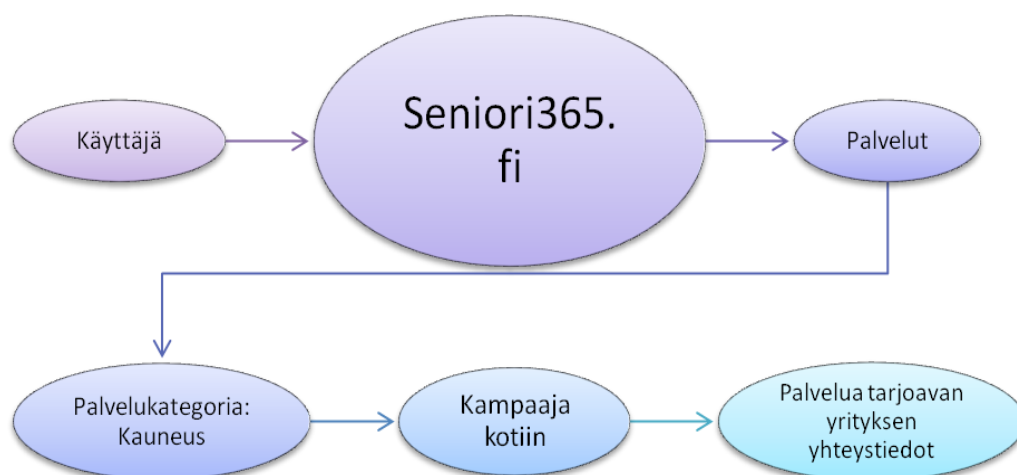 Käyttäjä
Seniori365.
fi
Palvelut
Palvelukategoria:
Kauneus
Kampaaja
kotiin
Palvelua tarjoavan
yrityksen
yhteystiedot